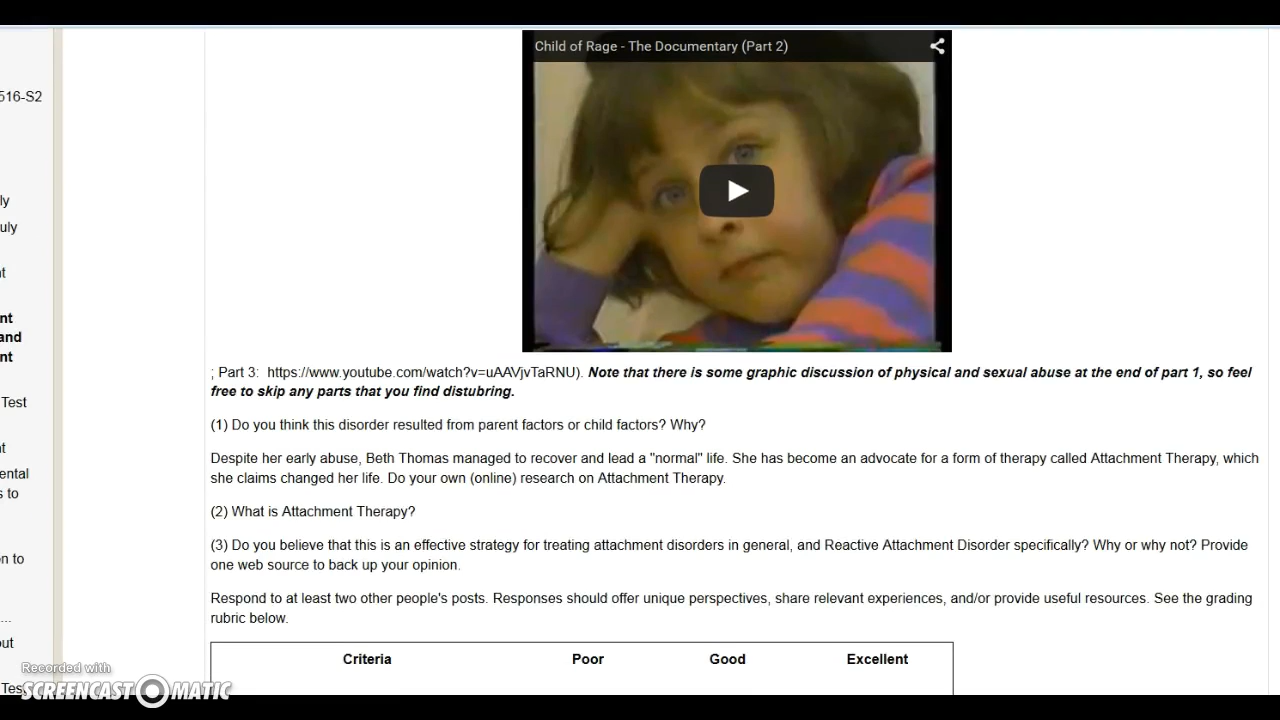 Child of Rage - The Documentary (Part 2)
516-S2
ly
uly
nt
nt
and
nt
; Part 3:  https://www.youtube.com/watch?v=uAAVjvTaRNU). Note that there is some graphic discussion of physical and sexual abuse at the end of part 1, so feel
free to skip any parts that you find distubring.
Test
(1) Do you think this disorder resulted from parent factors or child factors? Why?
nt
Despite her early abuse, Beth Thomas managed to recover and lead a "normal" life. She has become an advocate for a form of therapy called Attachment Therapy, which
she claims changed her life. Do your own (online) research on Attachment Therapy.
ental
s to
(2) What is Attachment Therapy?
(3) Do you believe that this is an effective strategy for treating attachment disorders in general, and Reactive Attachment Disorder specifically? Why or why not? Provide
one web source to back up your opinion.
n to
Respond to at least two other people's posts. Responses should offer unique perspectives, share relevant experiences, and/or provide useful resources. See the grading
rubric below.
...
out
Criteria Poor Good Excellent
Recorded with
SCREENCAST O MATIC
Tes